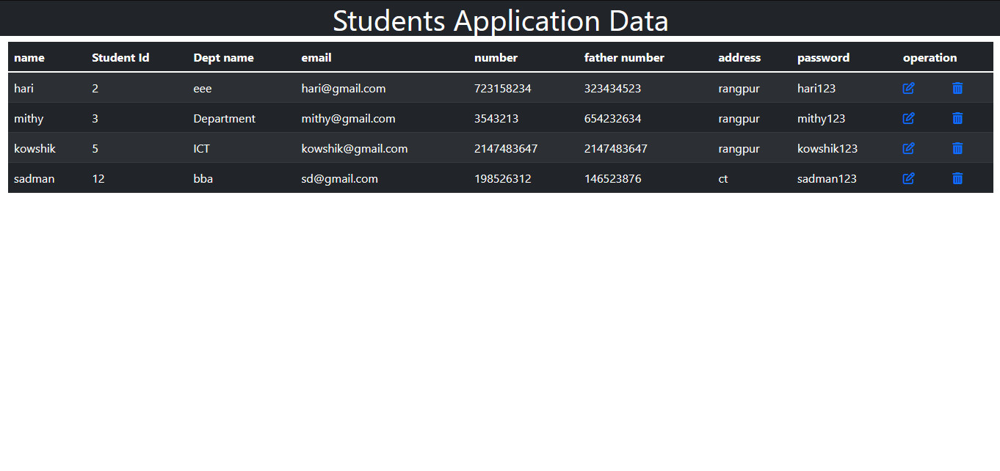 Students Application Data
name Student Id Dept name email number father number address password operation
hari 2 eee hari@gmail.com 723158234 323434523 rangpur hari123
mithy 3 Department mithy@gmail.com 3543213 654232634 rangpur mithy123
kowshik 5 ICT kowshik@gmail.com 2147483647 2147483647 rangpur kowshik123
sadman 12 bba sd@gmail.com 198526312 146523876 ct sadman123